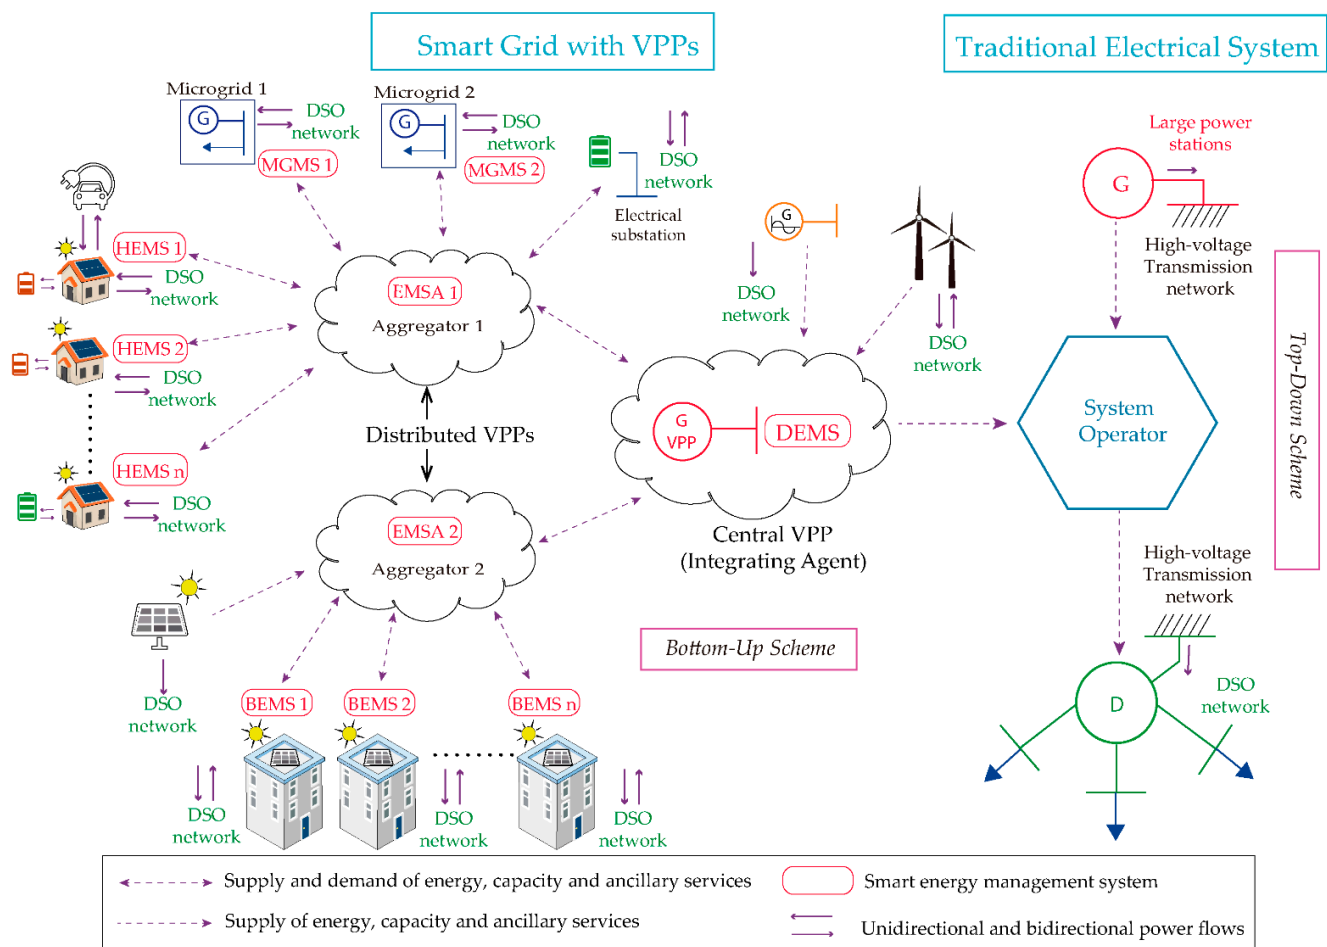 Smart Grid with VPPs
Traditional Electrical System
Microgrid 1
G
DSO
network
MGMS 1
Microgrid 2
G
DSO
network
MGMS 2
DSO
network
Electrical
substation
Large power
stations
G
High-voltage
Transmission
network
HEMS 1
DSO
network
HEMS 2
DSO
network
HEMS n
DSO
network
EMSA 1
Aggregator 1
Distributed VPPs
EMSA 2
Aggregator 2
G
DSO
network
DSO
network
G
VPP
DEMS
Central VPP
(Integrating Agent)
System
Operator
Top-Down Scheme
Bottom-Up Scheme
High-voltage
Transmission
network
D
DSO
network
DSO
network
BEMS 1
BEMS 2
BEMS n
DSO
network
DSO
network
DSO
network
Supply and demand of energy, capacity and ancillary services
Smart energy management system
Supply of energy, capacity and ancillary services
Unidirectional and bidirectional power flows